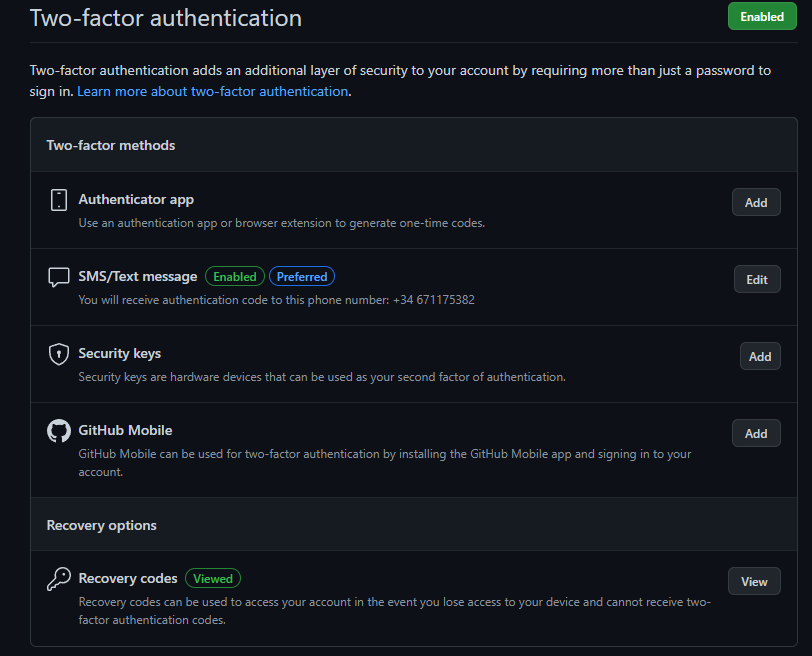 Two-factor authentication
Enabled
Two-factor authentication adds an additional layer of security to your account by requiring more than just a password to
sign in. Learn more about two-factor authentication.
Two-factor methods
Authenticator app
Add
Use an authentication app or browser extension to generate one-time codes.
SMS/Text message Enabled Preferred
Edit
You will receive authentication code to this phone number: +34 671175382
Security keys
Add
Security keys are hardware devices that can be used as your second factor of authentication.
GitHub Mobile
Add
GitHub Mobile can be used for two-factor authentication by installing the GitHub Mobile app and signing in to your
account.
Recovery options
Recovery codes Viewed
View
Recovery codes can be used to access your account in the event you lose access to your device and cannot receive two-
factor authentication codes.